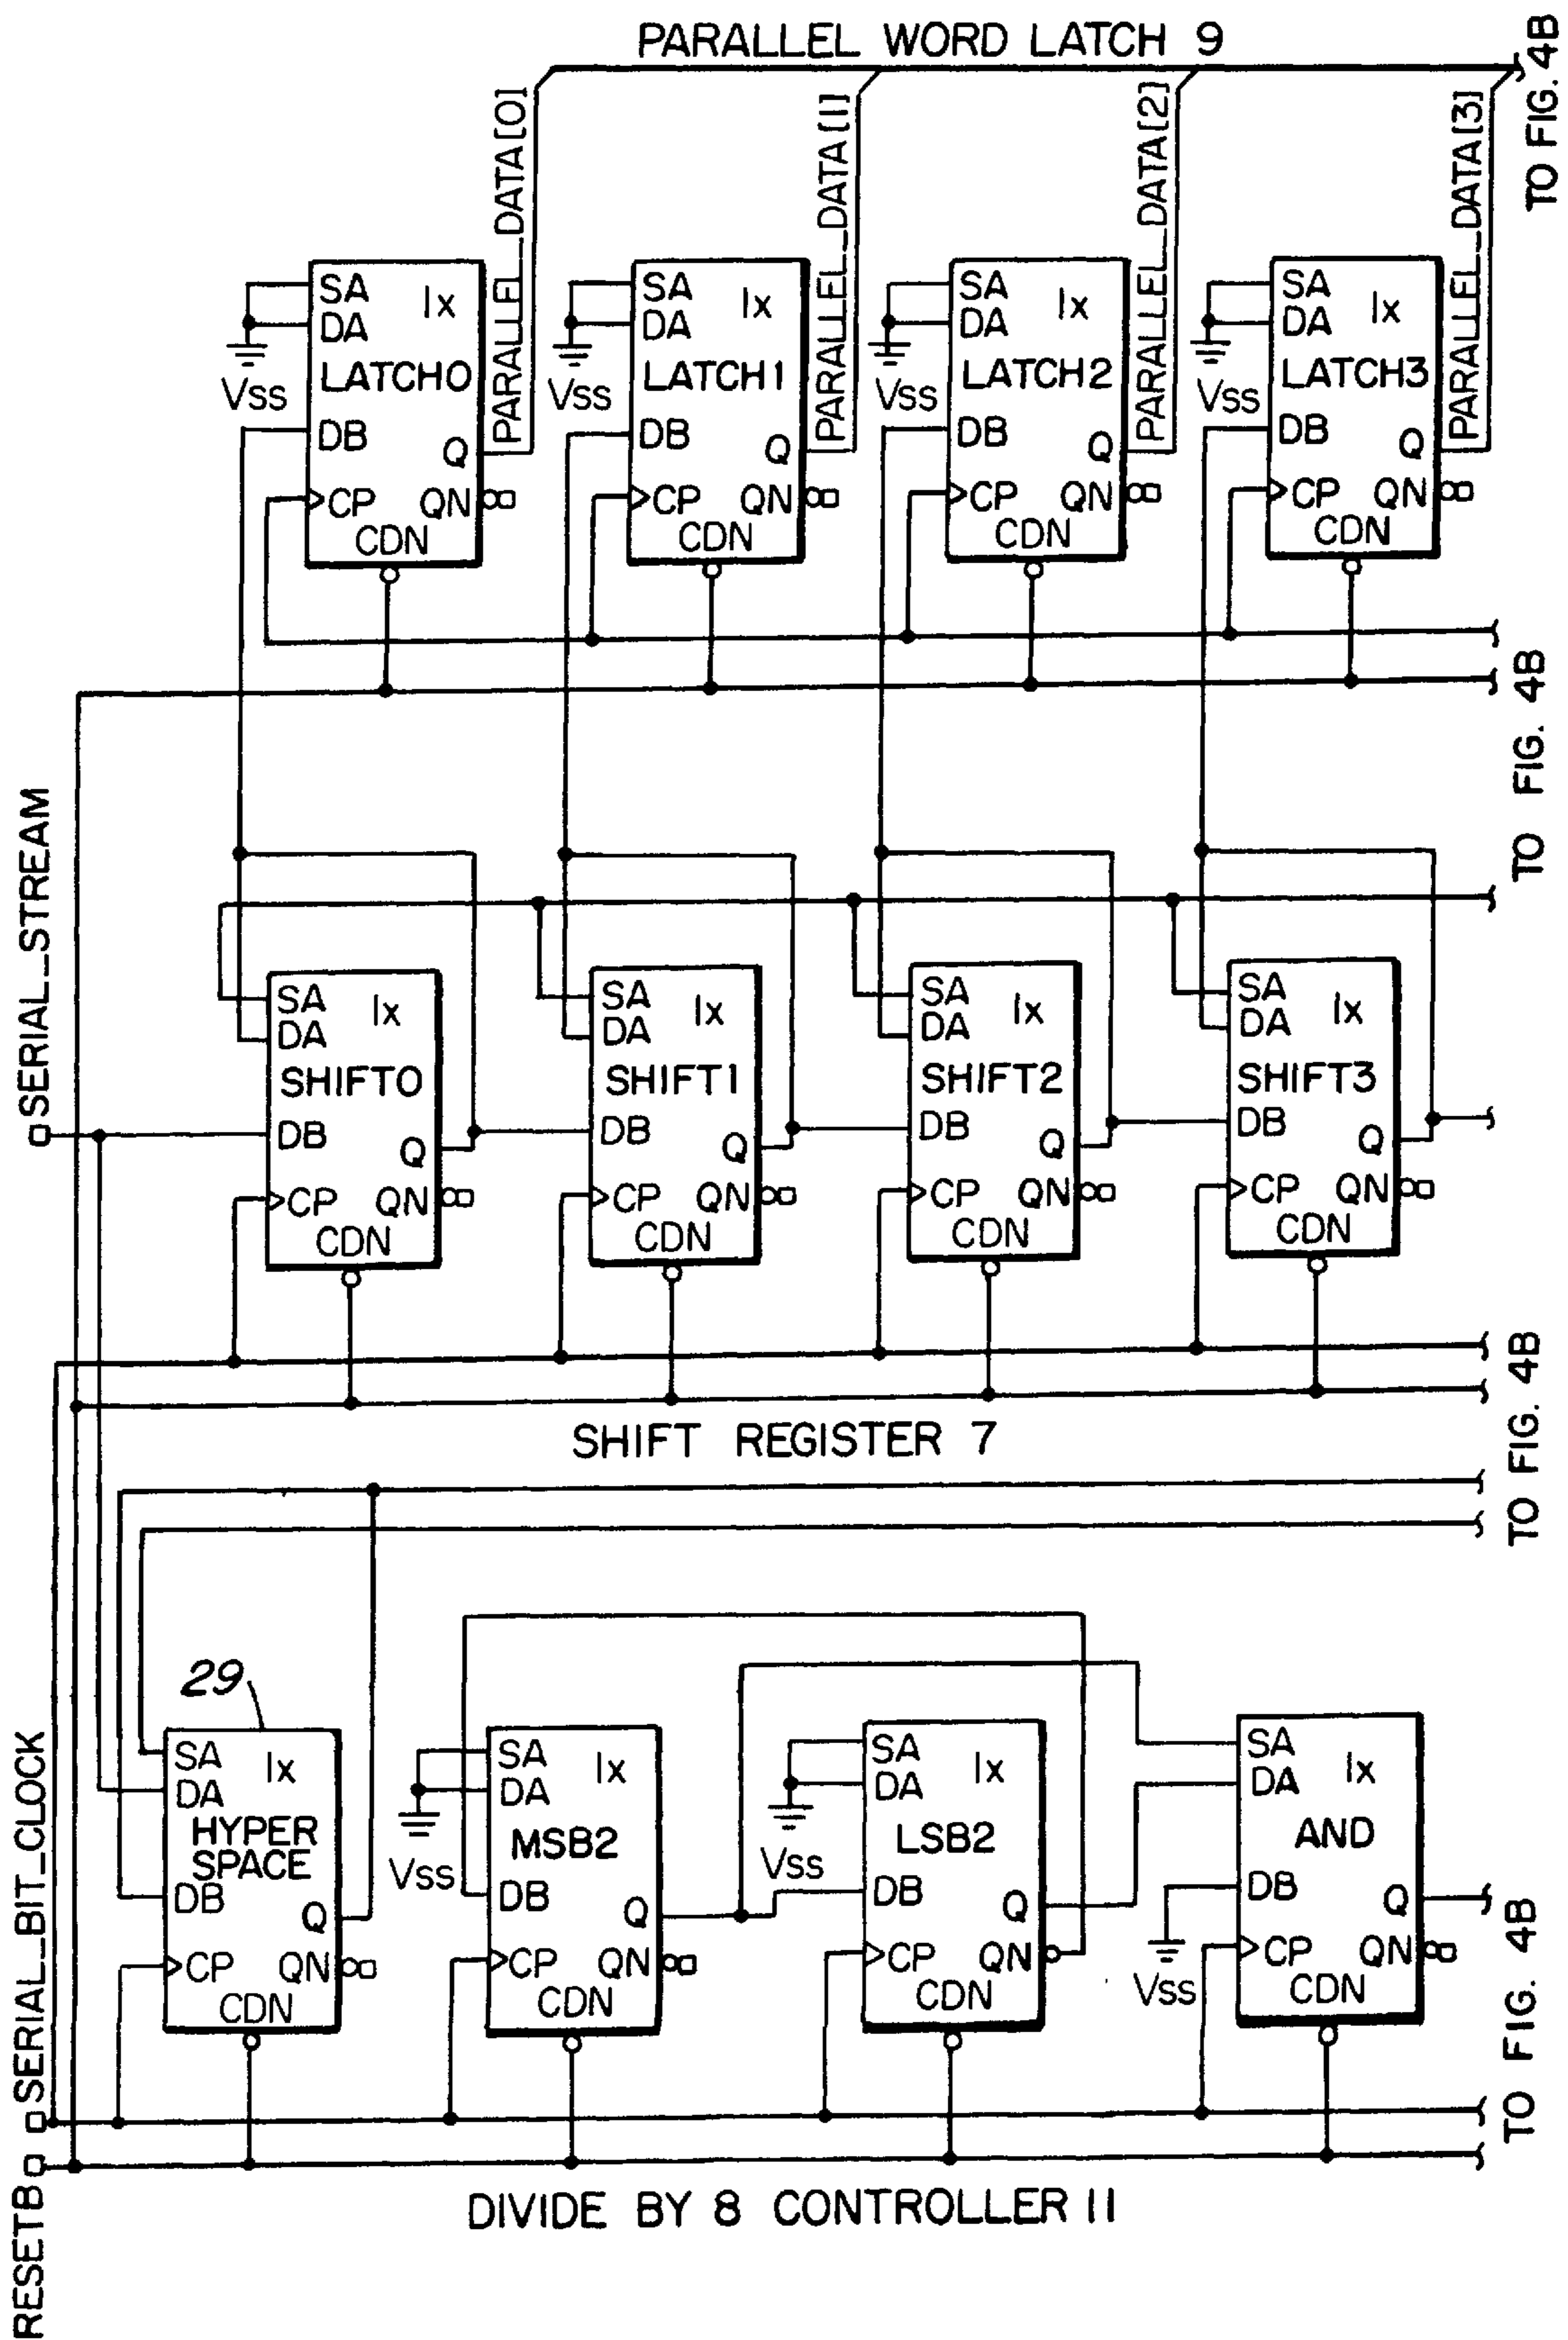 PARALLEL WORD LATCH 9
TO FIG. 4B
PARALLEL_DATA[0]
PARALLEL_DATA[1]
PARALLEL_DATA[2]
PARALLEL_DATA[3]
SA Ix
DA
LATCH0
Vss
DB
Q
CP QN
CDN
SA Ix
DA
LATCH1
Vss
DB
Q
CP QN
CDN
SA Ix
DA
LATCH2
Vss
DB
Q
CP QN
CDN
SA Ix
DA
LATCH3
Vss
DB
Q
CP QN
CDN
TO FIG. 4B
SERIAL_STREAM
SA Ix
DA
SHIFT0
DB
Q
CP QN
CDN
SA Ix
DA
SHIFT1
DB
Q
CP QN
CDN
SA Ix
DA
SHIFT2
DB
Q
CP QN
CDN
SA Ix
DA
SHIFT3
DB
Q
CP QN
CDN
SHIFT REGISTER 7
TO FIG. 4B
29
SA Ix
DA
HYPER
SPACE
DB
Q
CP QN
CDN
SA Ix
DA
MSB2
Vss
DB
Q
CP QN
CDN
SA Ix
DA
LSB2
Vss
DB
Q
CP QN
CDN
SA Ix
DA
AND
DB
Q
Vss
CP QN
CDN
SERIAL_BIT_CLOCK
RESETB
TO FIG. 4B
DIVIDE BY 8 CONTROLLER 11